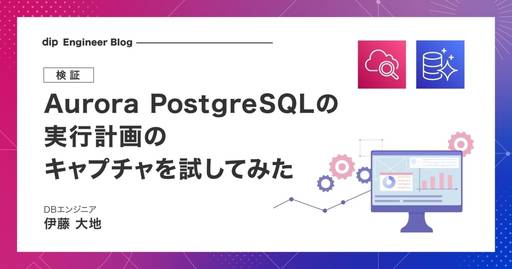 dip Engineer Blog
検証
Aurora PostgreSQLの
実行計画の
キャプチャを試してみた
DBエンジニア
伊藤 大地